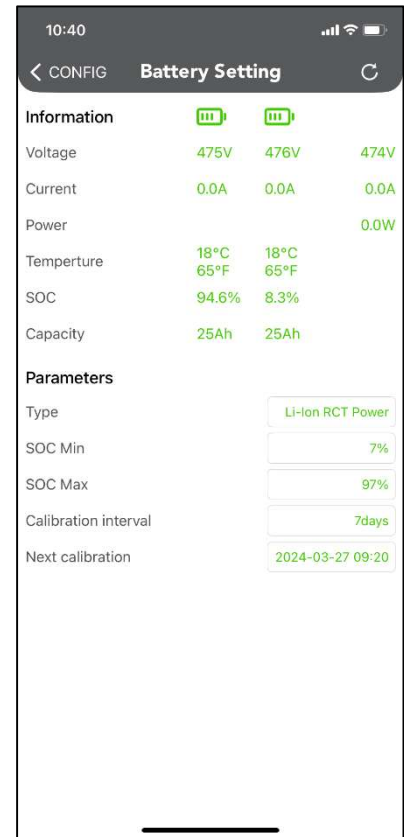 10:40
CONFIG Battery Setting
Information
Voltage 475V 476V 474V
Current 0.0A 0.0A 0.0A
Power 0.0W
Temperture 18°C 18°C
65°F 65°F
SOC 94.6% 8.3%
Capacity 25Ah 25Ah
Parameters
Type Li-Ion RCT Power
SOC Min 7%
SOC Max 97%
Calibration interval 7days
Next calibration 2024-03-27 09:20